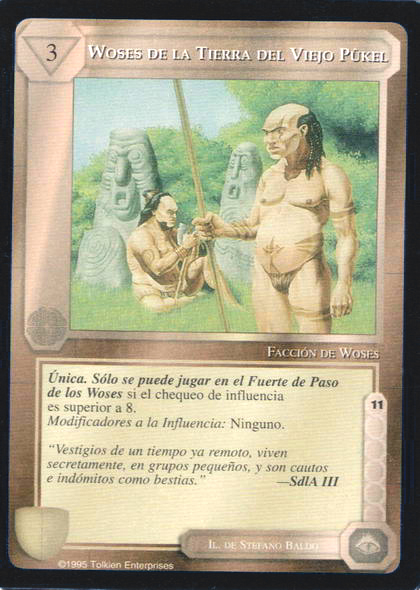 3
Woses de la Tierra del Viejo Púkel
Facción de Woses
Única. Sólo se puede jugar en el Fuerte de Paso
de los Woses si el chequeo de influencia
es superior a 8.
Modificadores a la Influencia: Ninguno.
11
“Vestigios de un tiempo ya remoto, viven
secretamente, en grupos pequeños, y son cautos
e indómitos como bestias.” —SdlA III
Il. de Stefano Baldo
©1995 Tolkien Enterprises